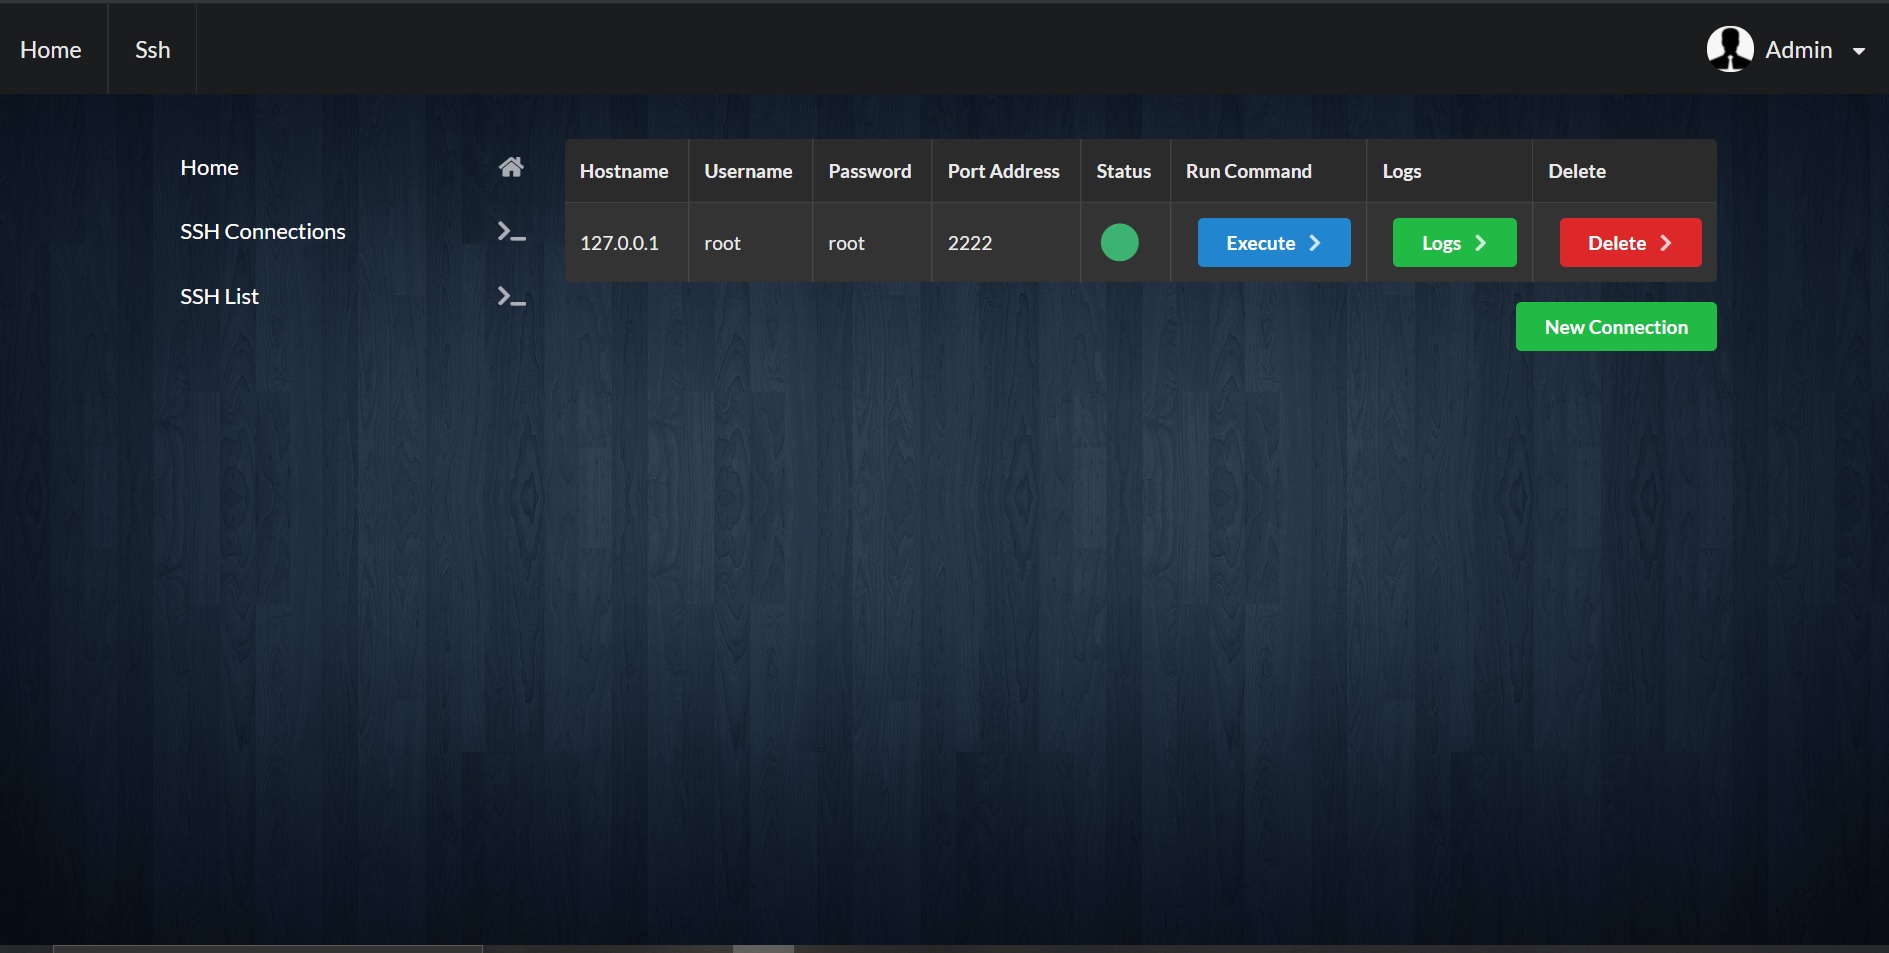 Home Ssh Admin
Home
SSH Connections
SSH List
Hostname Username Password Port Address Status Run Command Logs Delete
127.0.0.1 root root 2222 Execute Logs Delete
New Connection